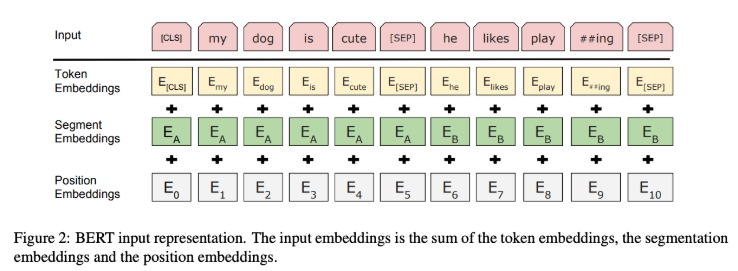 Input [CLS] my dog is cute [SEP] he likes play ##ing [SEP]
Token
Embeddings
E[CLS] Emy Edog Eis Ecute E[SEP] Ehe Elikes Eplay E##ing E[SEP]
+ + + + + + + + + + +
Segment
Embeddings
EA EA EA EA EA EA EB EB EB EB EB
+ + + + + + + + + + +
Position
Embeddings
E0 E1 E2 E3 E4 E5 E6 E7 E8 E9 E10
Figure 2: BERT input representation. The input embeddings is the sum of the token embeddings, the segmentation
embeddings and the position embeddings.